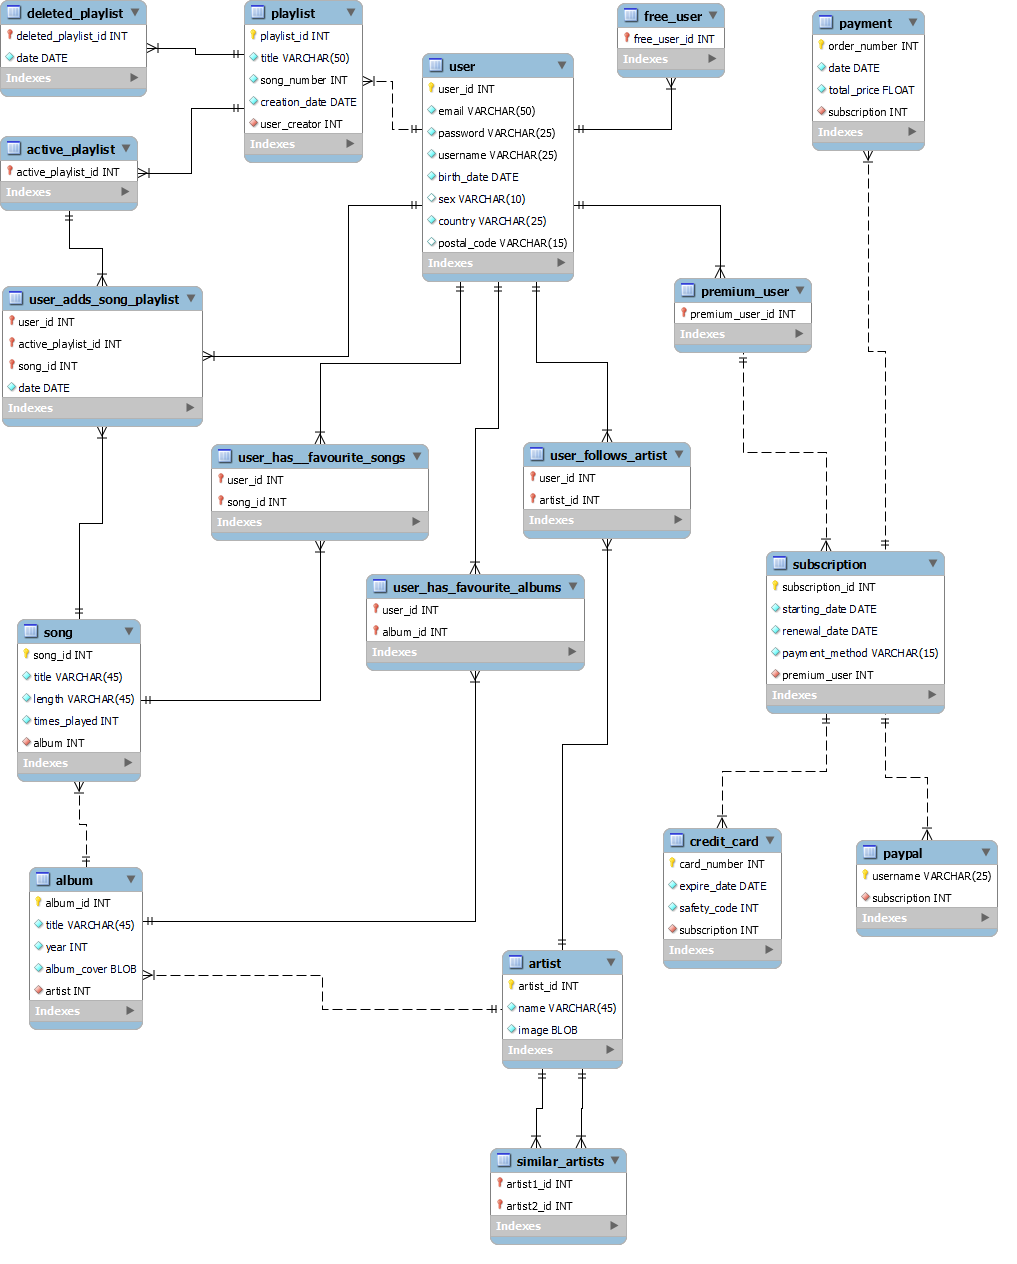 deleted_playlist
deleted_playlist_id INT
date DATE
Indexes
playlist
playlist_id INT
title VARCHAR(50)
song_number INT
creation_date DATE
user_creator INT
Indexes
active_playlist
active_playlist_id INT
Indexes
user
user_id INT
email VARCHAR(50)
password VARCHAR(25)
username VARCHAR(25)
birth_date DATE
sex VARCHAR(10)
country VARCHAR(25)
postal_code VARCHAR(15)
Indexes
free_user
free_user_id INT
Indexes
payment
order_number INT
date DATE
total_price FLOAT
subscription INT
Indexes
user_adds_song_playlist
user_id INT
active_playlist_id INT
song_id INT
date DATE
Indexes
premium_user
premium_user_id INT
Indexes
user_has__favourite_songs
user_id INT
song_id INT
Indexes
user_follows_artist
user_id INT
artist_id INT
Indexes
user_has_favourite_albums
user_id INT
album_id INT
Indexes
subscription
subscription_id INT
starting_date DATE
renewal_date DATE
payment_method VARCHAR(15)
premium_user INT
Indexes
song
song_id INT
title VARCHAR(45)
length VARCHAR(45)
times_played INT
album INT
Indexes
credit_card
card_number INT
expire_date DATE
safety_code INT
subscription INT
Indexes
paypal
username VARCHAR(25)
subscription INT
Indexes
album
album_id INT
title VARCHAR(45)
year INT
album_cover BLOB
artist INT
Indexes
artist
artist_id INT
name VARCHAR(45)
image BLOB
Indexes
similar_artists
artist1_id INT
artist2_id INT
Indexes